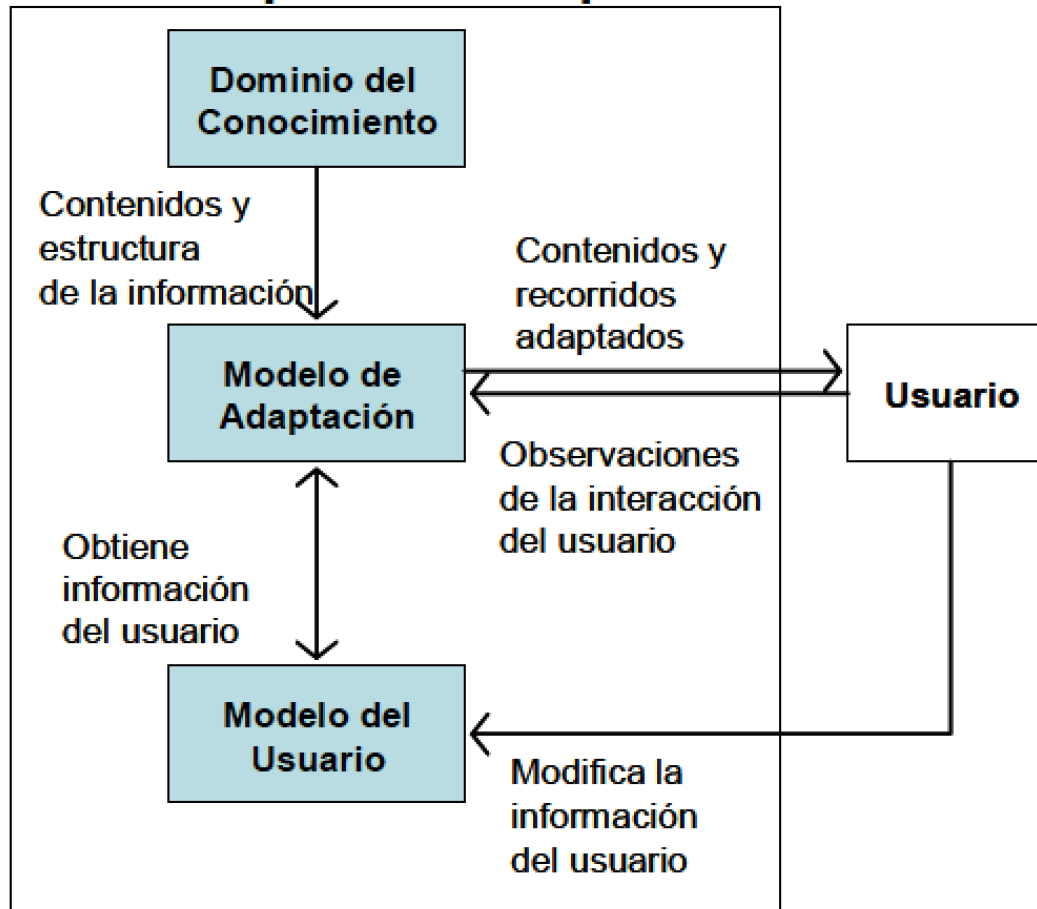 Dominio del
Conocimiento
Contenidos y
estructura
de la información
Contenidos y
recorridos
adaptados
Modelo de
Adaptación
Usuario
Observaciones
de la interacción
del usuario
Obtiene
información
del usuario
Modelo del
Usuario
Modifica la
información
del usuario